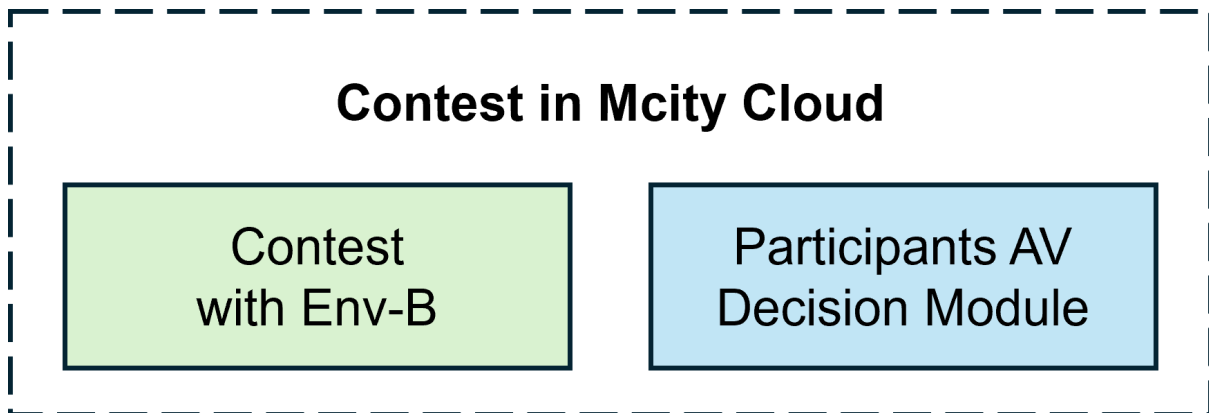 Contest in Mcity Cloud
Contest
with Env-B
Participants AV
Decision Module